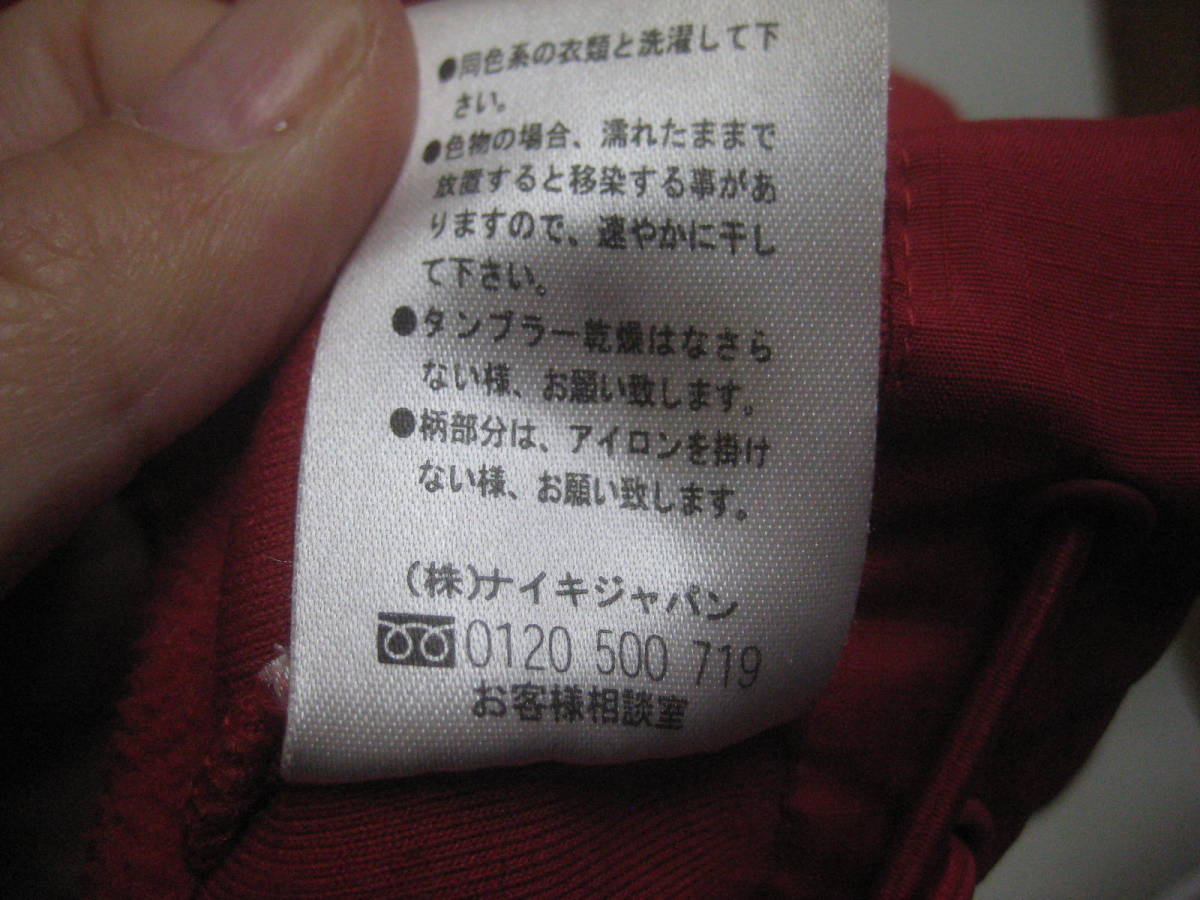 ●同色系の衣類と洗濯して下
さい。
●色物の場合、濡れたままで
放置すると移染する事があ
りますので、速やかに干し
て下さい。
●タンブラー乾燥はなさら
ない様、お願い致します。
●柄部分は、アイロンを掛け
ない様、お願い致します。
(株)ナイキジャパン
0120 500 719
お客様相談室